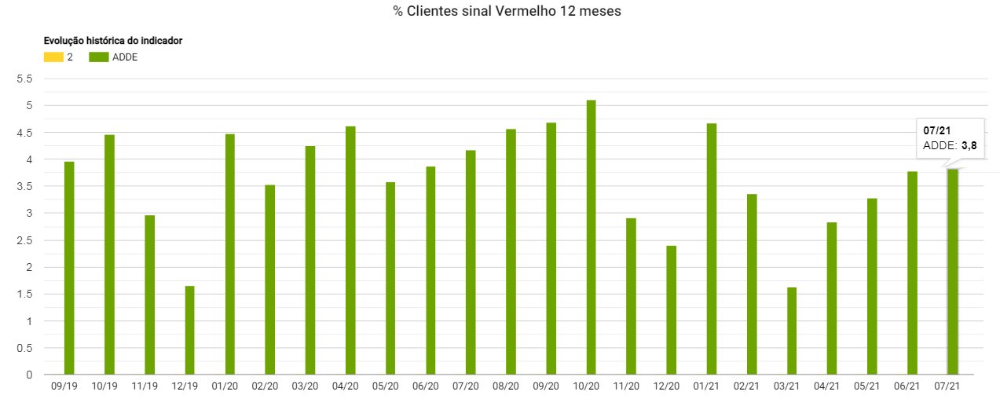 % Clientes sinal Vermelho 12 meses
Evolução histórica do indicador
2 ADDE
5.5
5
4.5
4
3.5
3
2.5
2
1.5
1
0.5
0
07/21
ADDE: 3,8
09/19 10/19 11/19 12/19 01/20 02/20 03/20 04/20 05/20 06/20 07/20 08/20 09/20 10/20 11/20 12/20 01/21 02/21 03/21 04/21 05/21 06/21 07/21